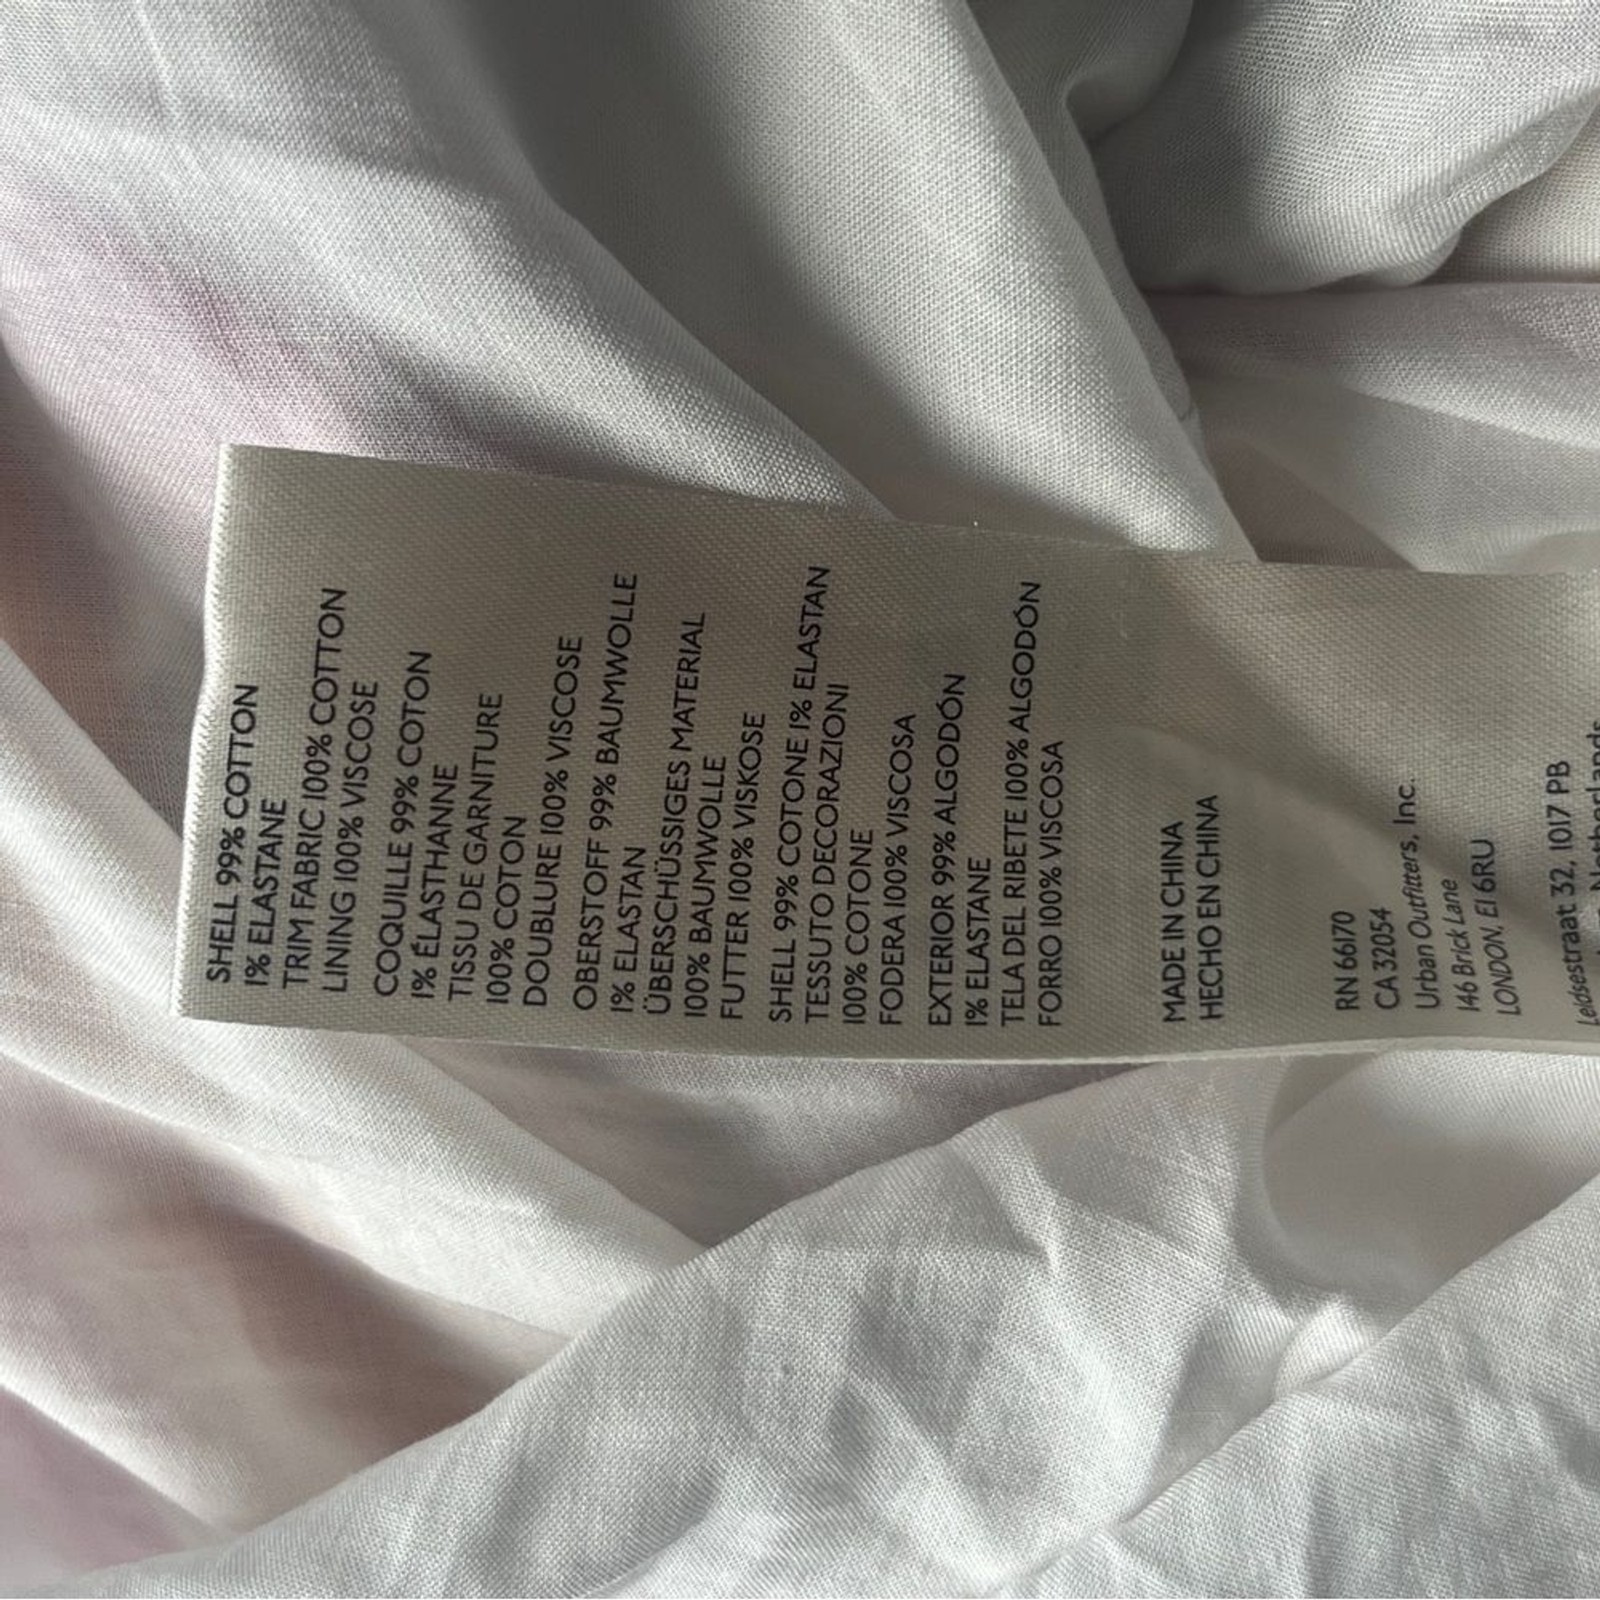 SHELL 99% COTTON
1% ELASTANE
TRIM FABRIC 100% COTTON
LINING 100% VISCOSE
COQUILLE 99% COTON
1% ÉLASTHANNE
TISSU DE GARNITURE
100% COTON
DOUBLURE 100% VISCOSE
OBERSTOFF 99% BAUMWOLLE
1% ELASTAN
ÜBERSCHÜSSIGES MATERIAL
100% BAUMWOLLE
FUTTER 100% VISKOSE
SHELL 99% COTONE 1% ELASTAN
TESSUTO DECORAZIONI
100% COTONE
FODERA 100% VISCOSA
EXTERIOR 99% ALGODÓN
1% ELASTANE
TELA DEL RIBETE 100% ALGODÓN
FORRO 100% VISCOSA
MADE IN CHINA
HECHO EN CHINA
RN 66170
CA 32054
Urban Outfitters, Inc.
146 Brick Lane
LONDON, E1 6RU
Leidsestraat 32, 1017 PB
Netherlands